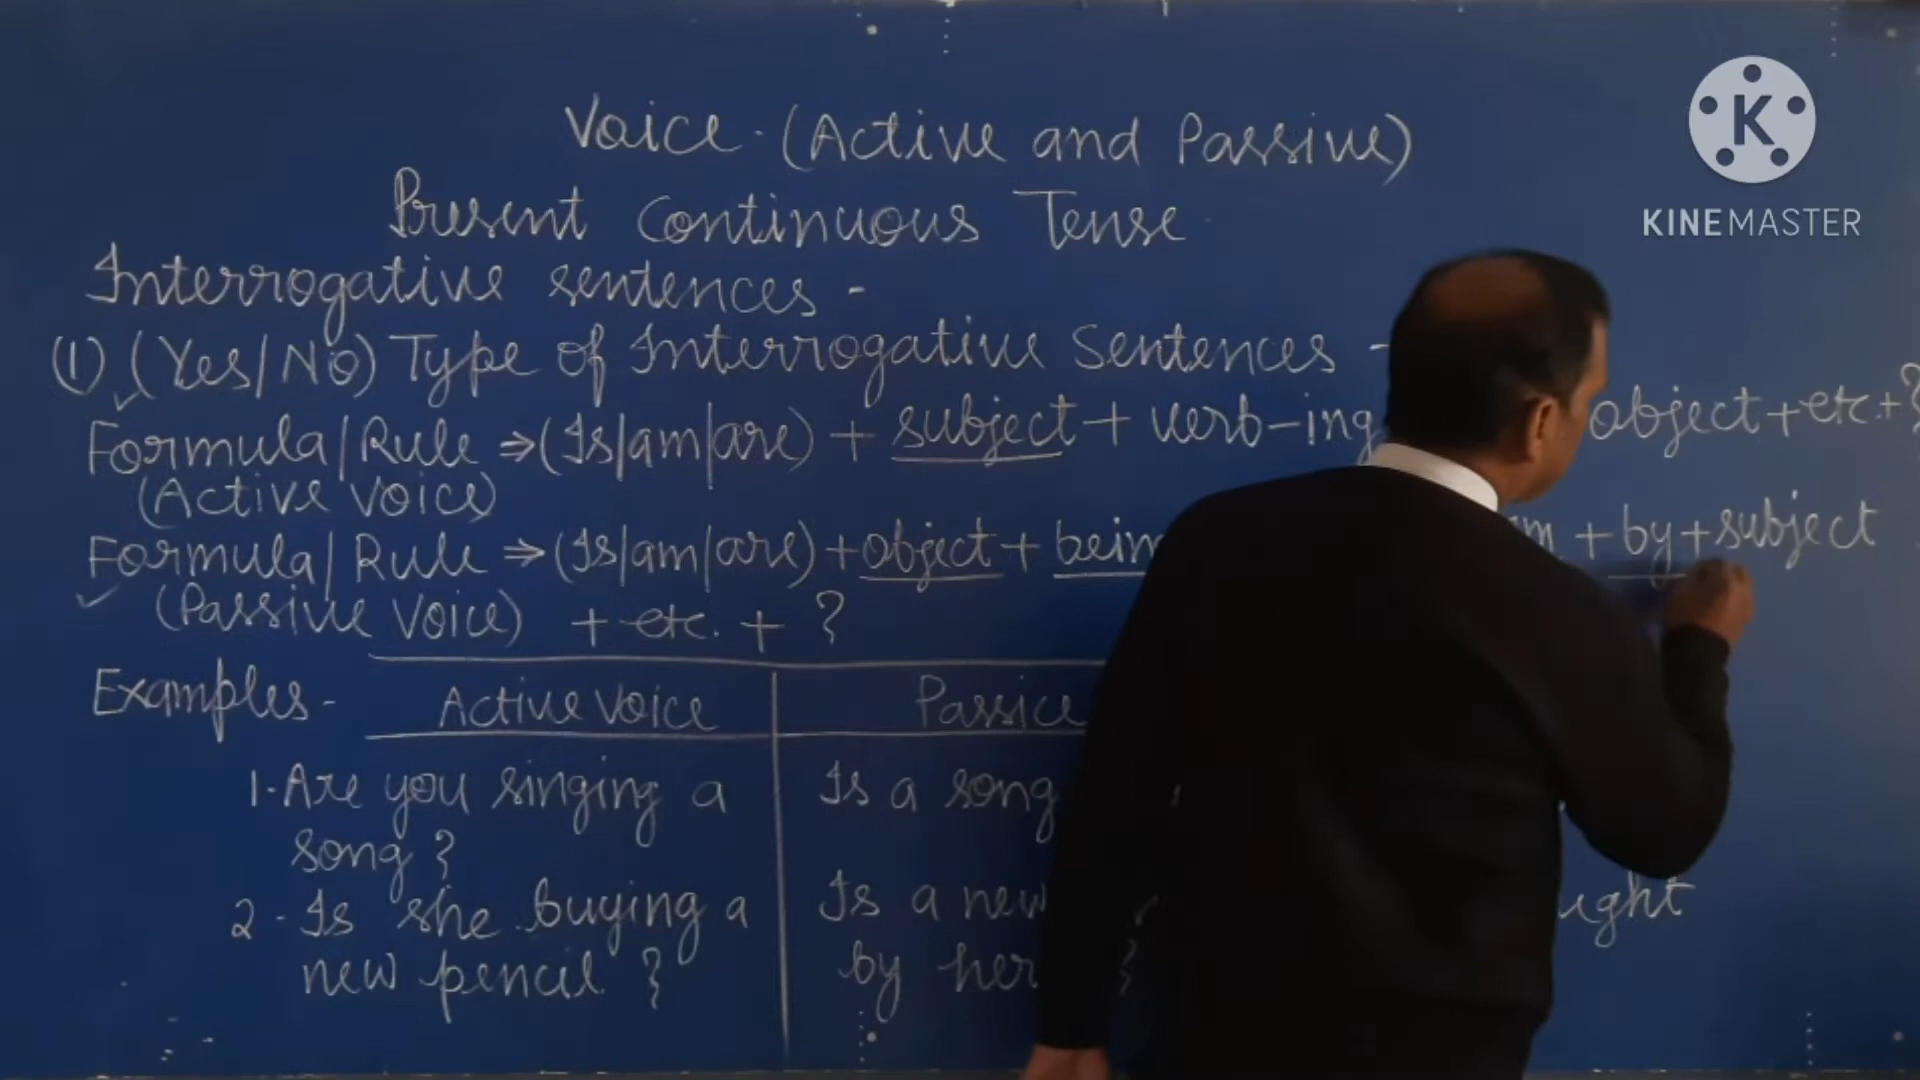 Voice (Active and Passive)
KINEMASTER
Present Continuous Tense
Interrogative sentences -
(1) (Yes/No) Type of Interrogative Sentences -
Formula/Rule ⇒ (Is/am/are) + subject + verb-ing object + etc. + ?
(Active Voice)
Formula/Rule ⇒ (Is/am/are) + object + + by + subject
(Passive Voice) + etc. + ?
Examples - Active Voice Passice
1. Are you singing a Is a song
song ?
2 - Is she buying a Is a new
new pencil ? by her ?